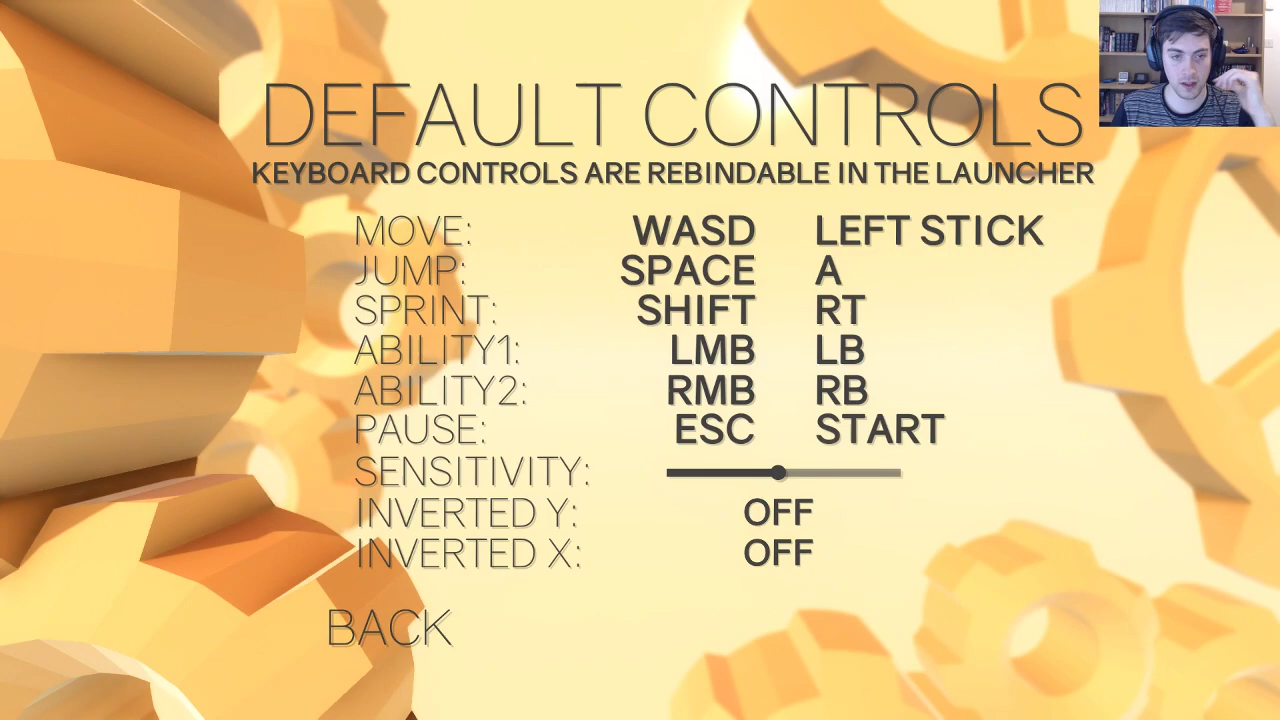 DEFAULT CONTROLS
KEYBOARD CONTROLS ARE REBINDABLE IN THE LAUNCHER
MOVE: WASD LEFT STICK
JUMP: SPACE A
SPRINT: SHIFT RT
ABILITY1: LMB LB
ABILITY2: RMB RB
PAUSE: ESC START
SENSITIVITY:
INVERTED Y: OFF
INVERTED X: OFF
BACK